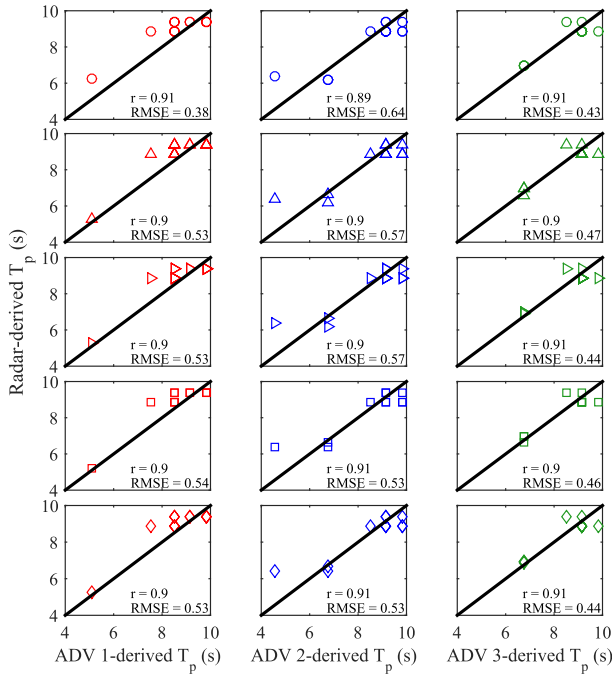 10
8
6
4
r = 0.91
RMSE = 0.38
r = 0.89
RMSE = 0.64
r = 0.91
RMSE = 0.43
10
8
6
4
r = 0.9
RMSE = 0.53
r = 0.9
RMSE = 0.57
r = 0.9
RMSE = 0.47
Radar-derived T_p (s)
10
8
6
4
r = 0.9
RMSE = 0.53
r = 0.9
RMSE = 0.57
r = 0.91
RMSE = 0.44
10
8
6
4
r = 0.9
RMSE = 0.54
r = 0.91
RMSE = 0.53
r = 0.9
RMSE = 0.46
10
8
6
4
r = 0.9
RMSE = 0.53
r = 0.91
RMSE = 0.53
r = 0.91
RMSE = 0.44
4 6 8 10
4 6 8 10
4 6 8 10
ADV 1-derived T_p (s)
ADV 2-derived T_p (s)
ADV 3-derived T_p (s)